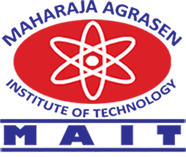 MAHARAJA AGRASEN
INSTITUTE OF TECHNOLOGY
MAIT